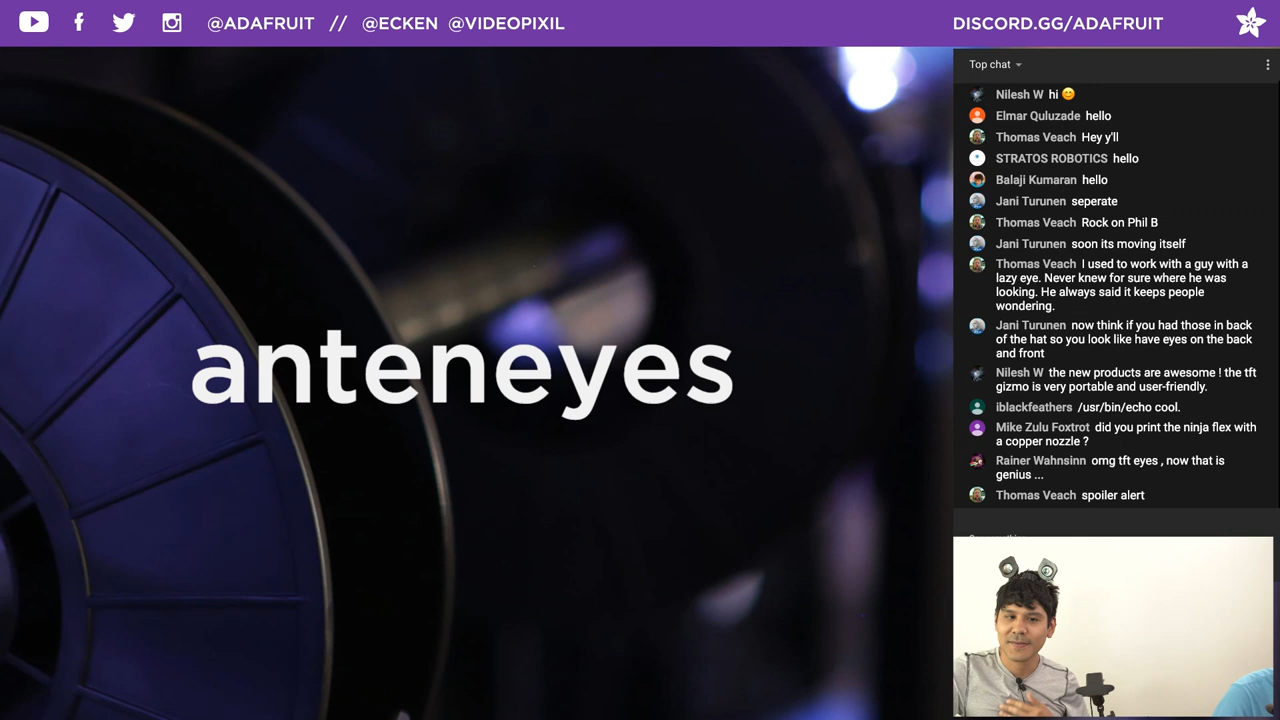 @ADAFRUIT // @ECKEN @VIDEOPIXIL
DISCORD.GG/ADAFRUIT
anteneyes
Top chat
Nilesh W hi 😊
Elmar Quluzade hello
Thomas Veach Hey y'll
STRATOS ROBOTICS hello
Balaji Kumaran hello
Jani Turunen seperate
Thomas Veach Rock on Phil B
Jani Turunen soon its moving itself
Thomas Veach I used to work with a guy with a
lazy eye. Never knew for sure where he was
looking. He always said it keeps people
wondering.
Jani Turunen now think if you had those in back
of the hat so you look like have eyes on the back
and front
Nilesh W the new products are awesome ! the tft
gizmo is very portable and user-friendly.
iblackfeathers /usr/bin/echo cool.
Mike Zulu Foxtrot did you print the ninja flex with
a copper nozzle ?
Rainer Wahnsinn omg tft eyes , now that is
genius ...
Thomas Veach spoiler alert